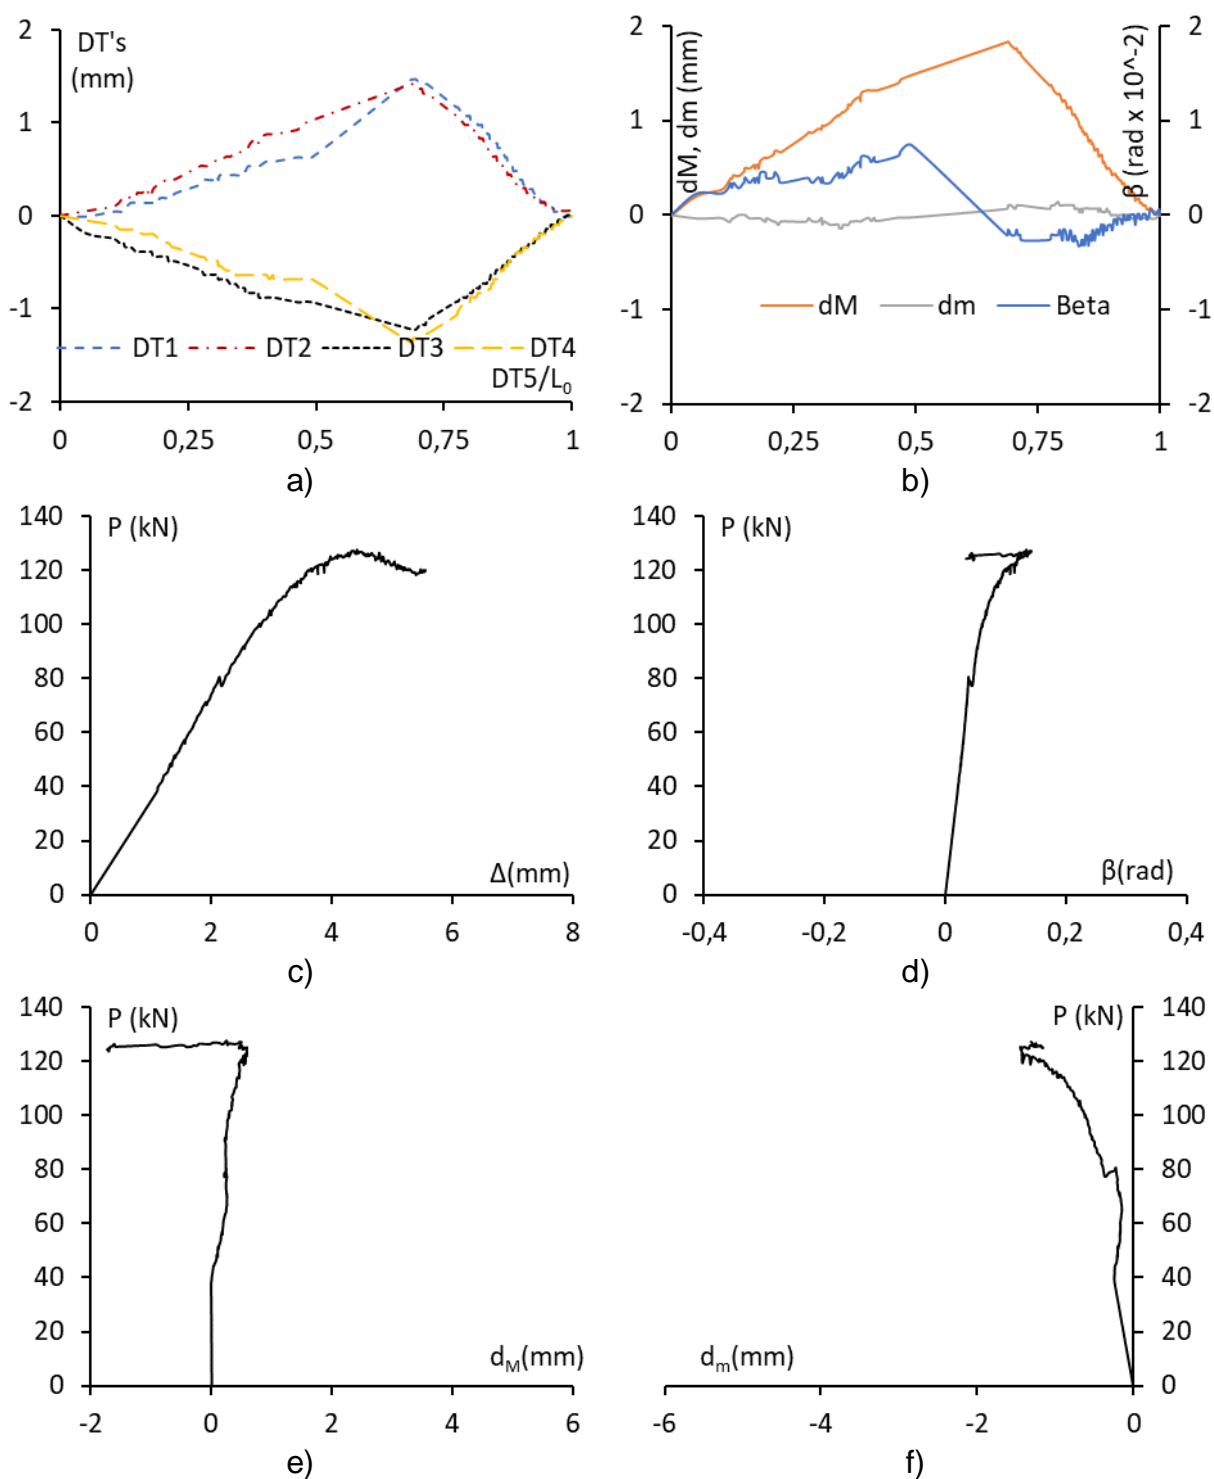 2
1
0
-1
-2
DT's
(mm)
DT1 DT2 DT3 DT4
DT5/L₀
0 0,25 0,5 0,75 1
a)
2
1
0
-1
-2
dM, dm (mm)
β (rad x 10^-2)
2
1
0
-1
-2
dM dm Beta
0 0,25 0,5 0,75 1
b)
140
120
100
80
60
40
20
0
P (kN)
Δ(mm)
0 2 4 6 8
c)
140
120
100
80
60
40
20
0
P (kN)
β(rad)
-0,4 -0,2 0 0,2 0,4
d)
140
120
100
80
60
40
20
0
P (kN)
d_M(mm)
-2 0 2 4 6
e)
P (kN)
140
120
100
80
60
40
20
0
d_m(mm)
-6 -4 -2 0
f)